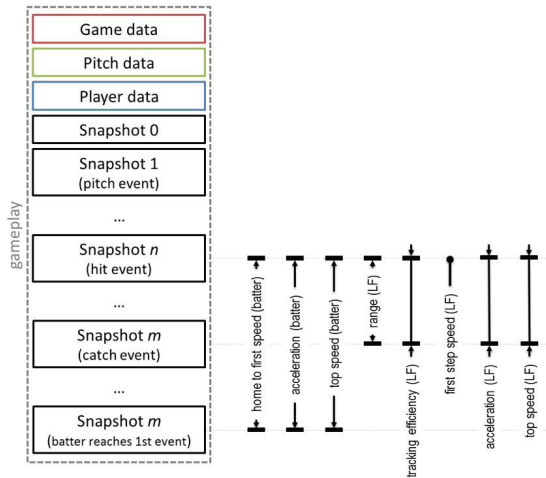 Game data
Pitch data
Player data
Snapshot 0
Snapshot 1
(pitch event)
...
Snapshot n
(hit event)
...
Snapshot m
(catch event)
...
Snapshot m
(batter reaches 1st event)
gameplay
home to first speed (batter)
acceleration (batter)
top speed (batter)
range (LF)
tracking efficiency (LF)
first step speed (LF)
acceleration (LF)
top speed (LF)